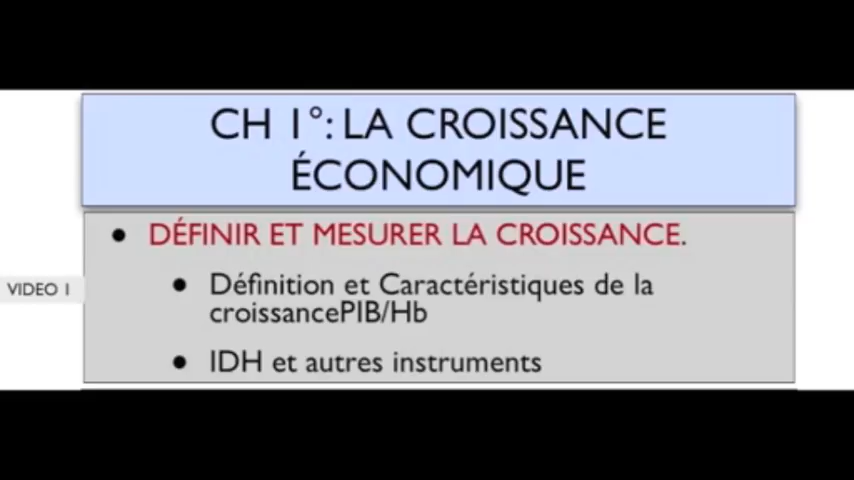 CH 1°: LA CROISSANCE
ÉCONOMIQUE
• DÉFINIR ET MESURER LA CROISSANCE.
VIDEO 1
• Définition et Caractéristiques de la
croissancePIB/Hb
• IDH et autres instruments